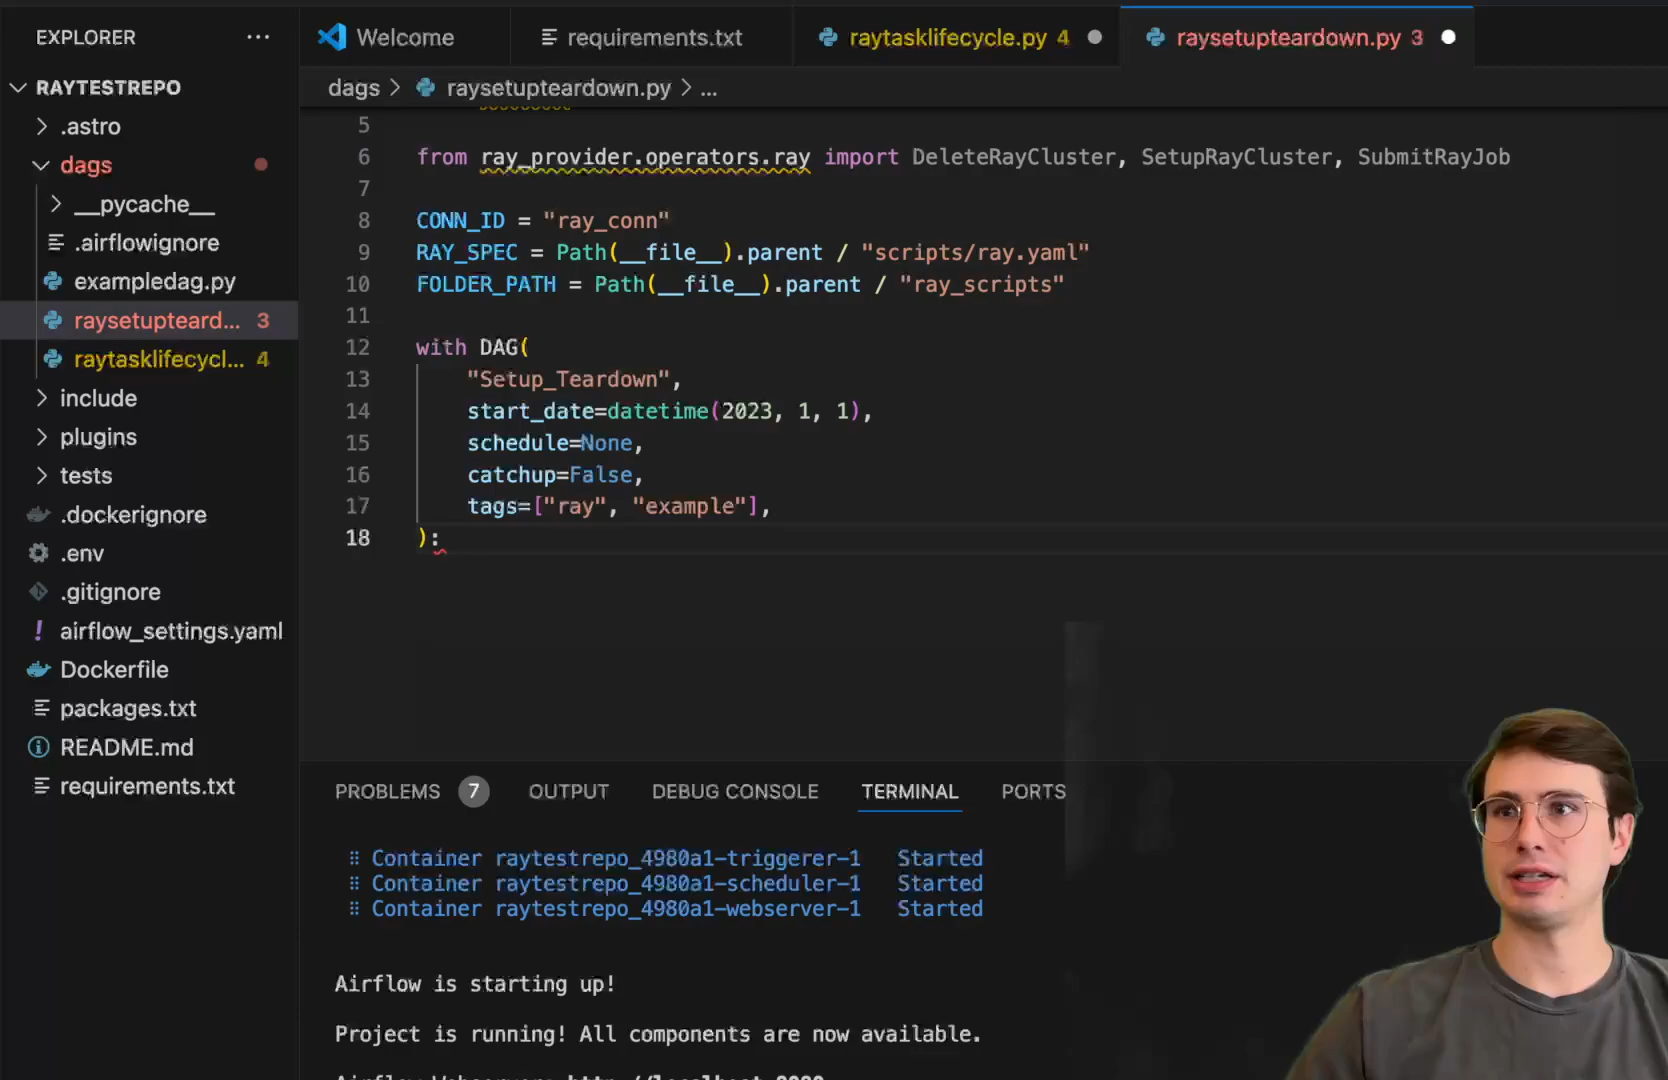 EXPLORER ...
Welcome
requirements.txt
raytasklifecycle.py 4
raysetupteardown.py 3
dags > raysetupteardown.py > ...
RAYTESTREPO
.astro
dags
__pycache__
.airflowignore
exampledag.py
raysetupteard... 3
raytasklifecycl... 4
include
plugins
tests
.dockerignore
.env
.gitignore
airflow_settings.yaml
Dockerfile
packages.txt
README.md
requirements.txt
5
6 from ray_provider.operators.ray import DeleteRayCluster, SetupRayCluster, SubmitRayJob
7
8 CONN_ID = "ray_conn"
9 RAY_SPEC = Path(__file__).parent / "scripts/ray.yaml"
10 FOLDER_PATH = Path(__file__).parent / "ray_scripts"
11
12 with DAG(
13 "Setup_Teardown",
14 start_date=datetime(2023, 1, 1),
15 schedule=None,
16 catchup=False,
17 tags=["ray", "example"],
18 ):
PROBLEMS 7 OUTPUT DEBUG CONSOLE TERMINAL PORTS
Container raytestrepo_4980a1-triggerer-1 Started
Container raytestrepo_4980a1-scheduler-1 Started
Container raytestrepo_4980a1-webserver-1 Started
Airflow is starting up!
Project is running! All components are now available.